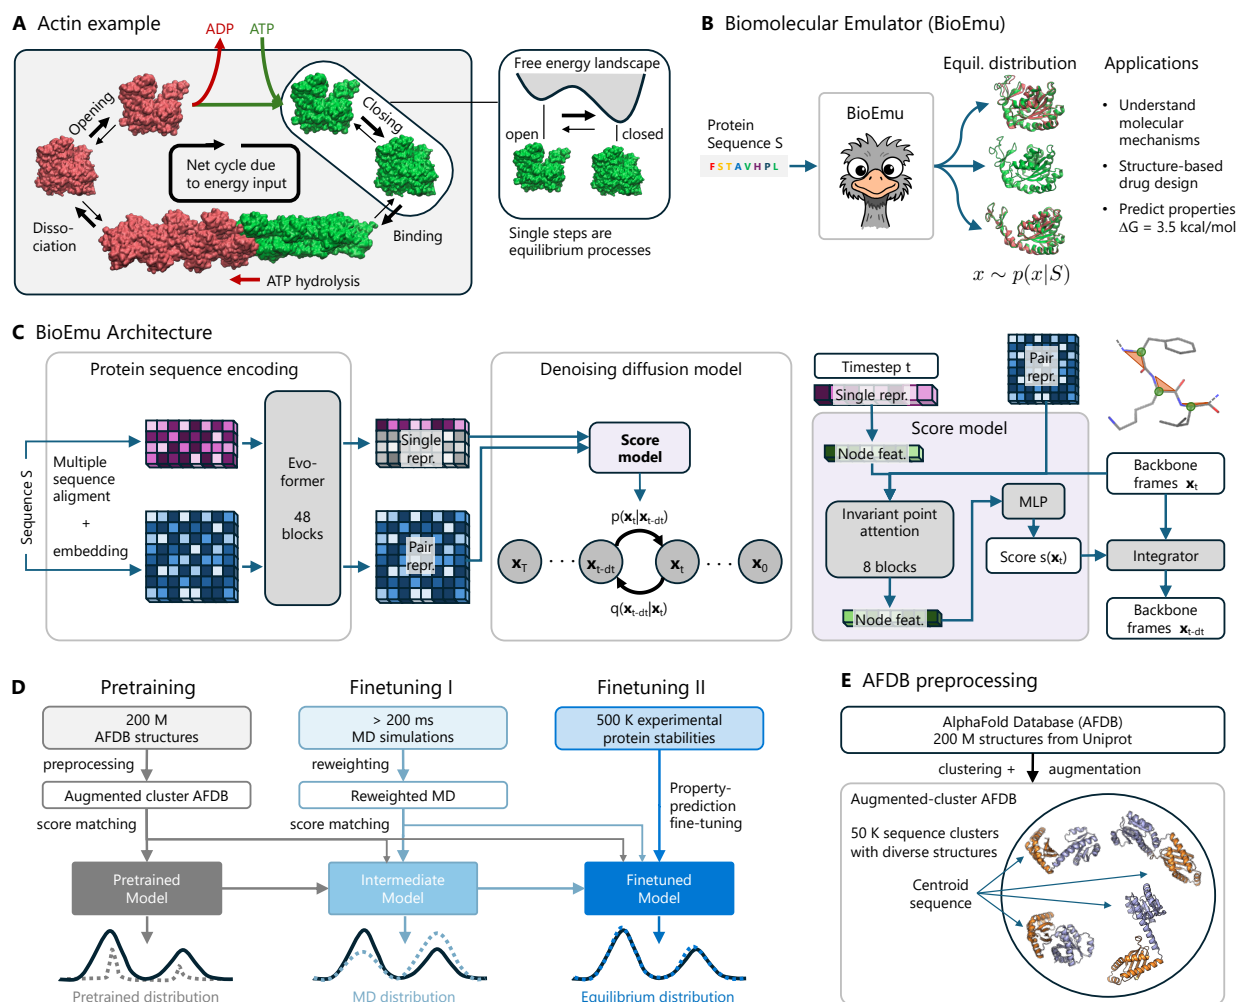 A Actin example
ADP ATP
Opening
Closing
Net cycle due
to energy input
Disso-
ciation
Binding
ATP hydrolysis
Free energy landscape
open
closed
Single steps are
equilibrium processes
B Biomolecular Emulator (BioEmu)
Protein
Sequence S
FSTAVHPL
BioEmu
Equil. distribution
x ~ p(x|S)
Applications
• Understand
molecular
mechanisms
• Structure-based
drug design
• Predict properties
ΔG = 3.5 kcal/mol
C BioEmu Architecture
Protein sequence encoding
Sequence S
Multiple
sequence
aligment
+
embedding
Evo-
former
48
blocks
Single
repr.
Pair
repr.
Denoising diffusion model
Score
model
p(xt|xt-dt)
xT · · · xt-dt xt · · · x0
q(xt-dt|xt)
Timestep t
Single repr.
Pair
repr.
Score model
Node feat.
Invariant point
attention
8 blocks
Node feat.
MLP
Score s(xt)
Backbone
frames xt
Integrator
Backbone
frames xt-dt
D Pretraining
Finetuning I
Finetuning II
200 M
AFDB structures
> 200 ms
MD simulations
500 K experimental
protein stabilities
preprocessing
reweighting
Augmented cluster AFDB
Reweighted MD
Property-
prediction
fine-tuning
score matching
score matching
Pretrained
Model
Intermediate
Model
Finetuned
Model
Pretrained distribution
MD distribution
Equilibrium distribution
E AFDB preprocessing
AlphaFold Database (AFDB)
200 M structures from Uniprot
clustering + augmentation
Augmented-cluster AFDB
50 K sequence clusters
with diverse structures
Centroid
sequence